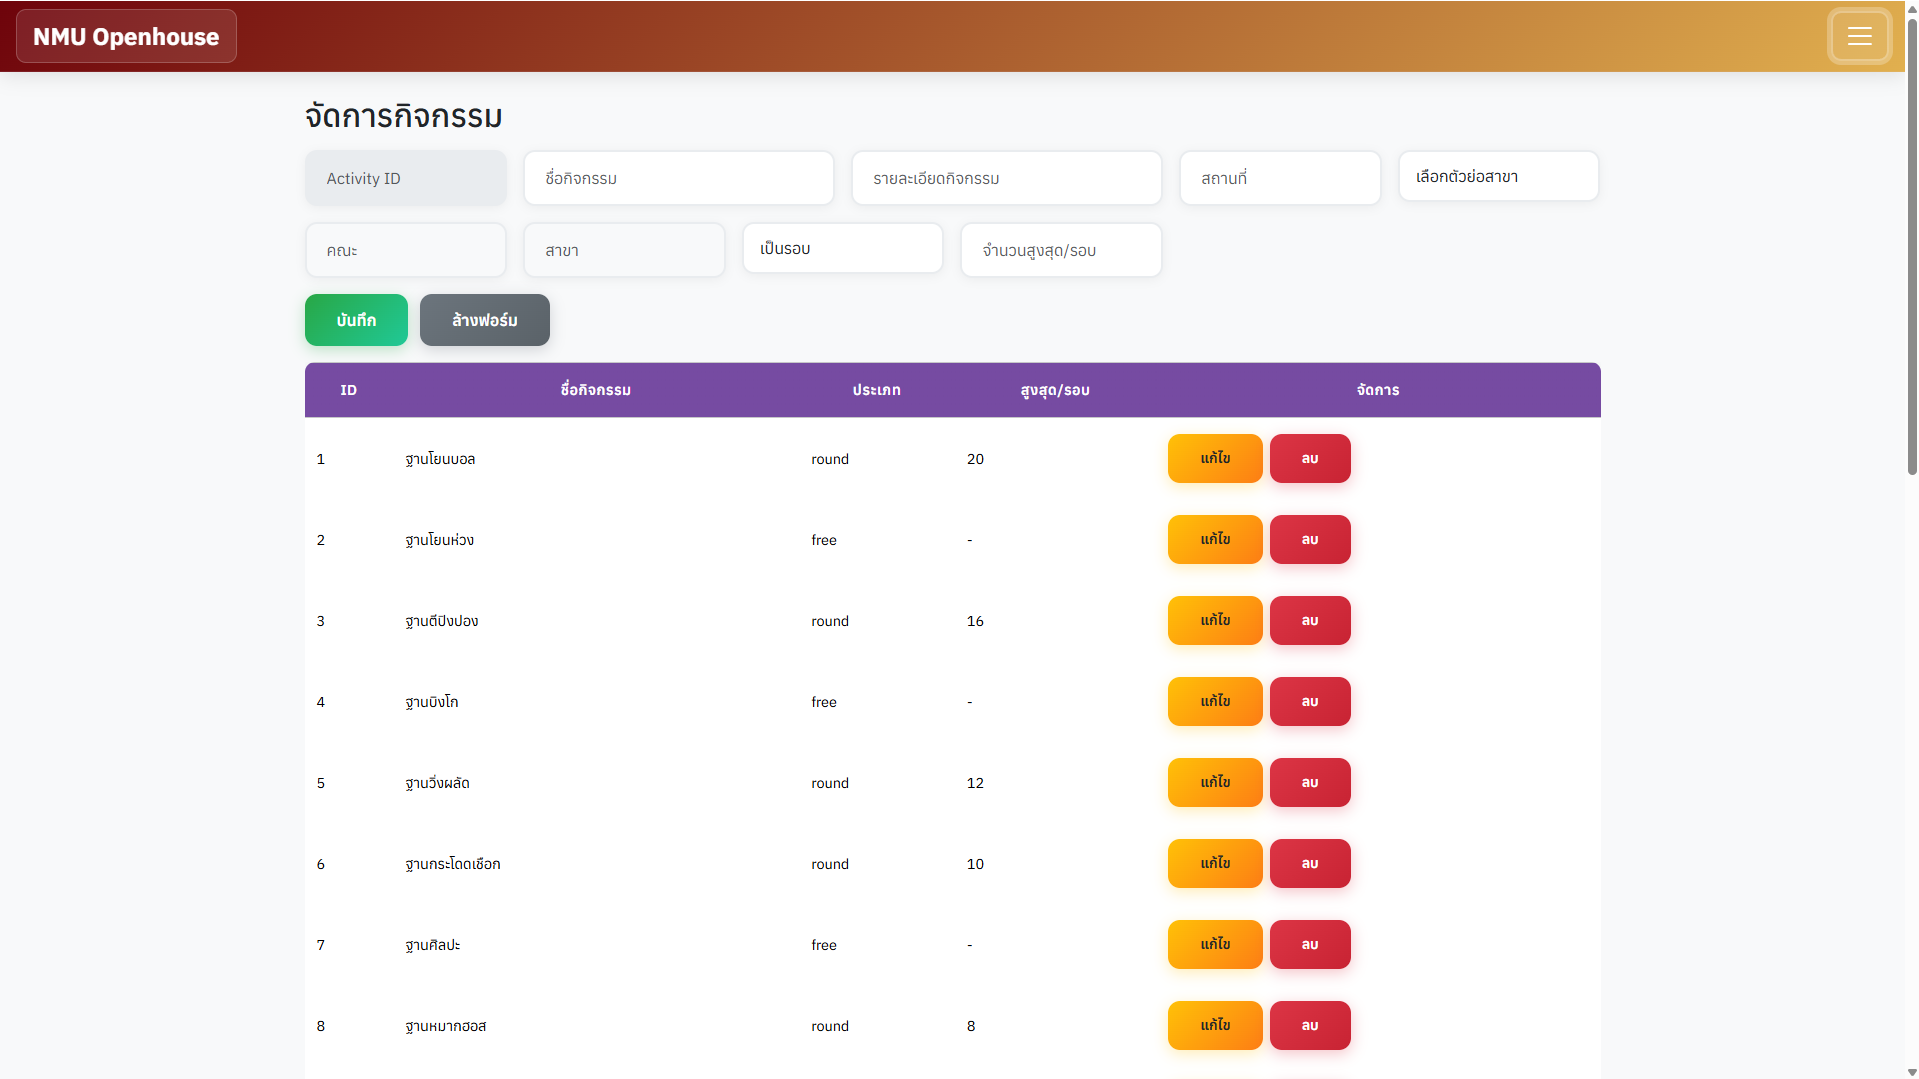 NMU Openhouse
จัดการกิจกรรม
Activity ID ชื่อกิจกรรม รายละเอียดกิจกรรม สถานที่ เลือกตัวย่อสาขา
คณะ สาขา เป็นรอบ จำนวนสูงสุด/รอบ
บันทึก ล้างฟอร์ม
ID ชื่อกิจกรรม ประเภท สูงสุด/รอบ จัดการ
1 ฐานโยนบอล round 20 แก้ไข ลบ
2 ฐานโยนห่วง free - แก้ไข ลบ
3 ฐานตีปิงปอง round 16 แก้ไข ลบ
4 ฐานบิงโก free - แก้ไข ลบ
5 ฐานวิ่งผลัด round 12 แก้ไข ลบ
6 ฐานกระโดดเชือก round 10 แก้ไข ลบ
7 ฐานศิลปะ free - แก้ไข ลบ
8 ฐานหมากฮอส round 8 แก้ไข ลบ